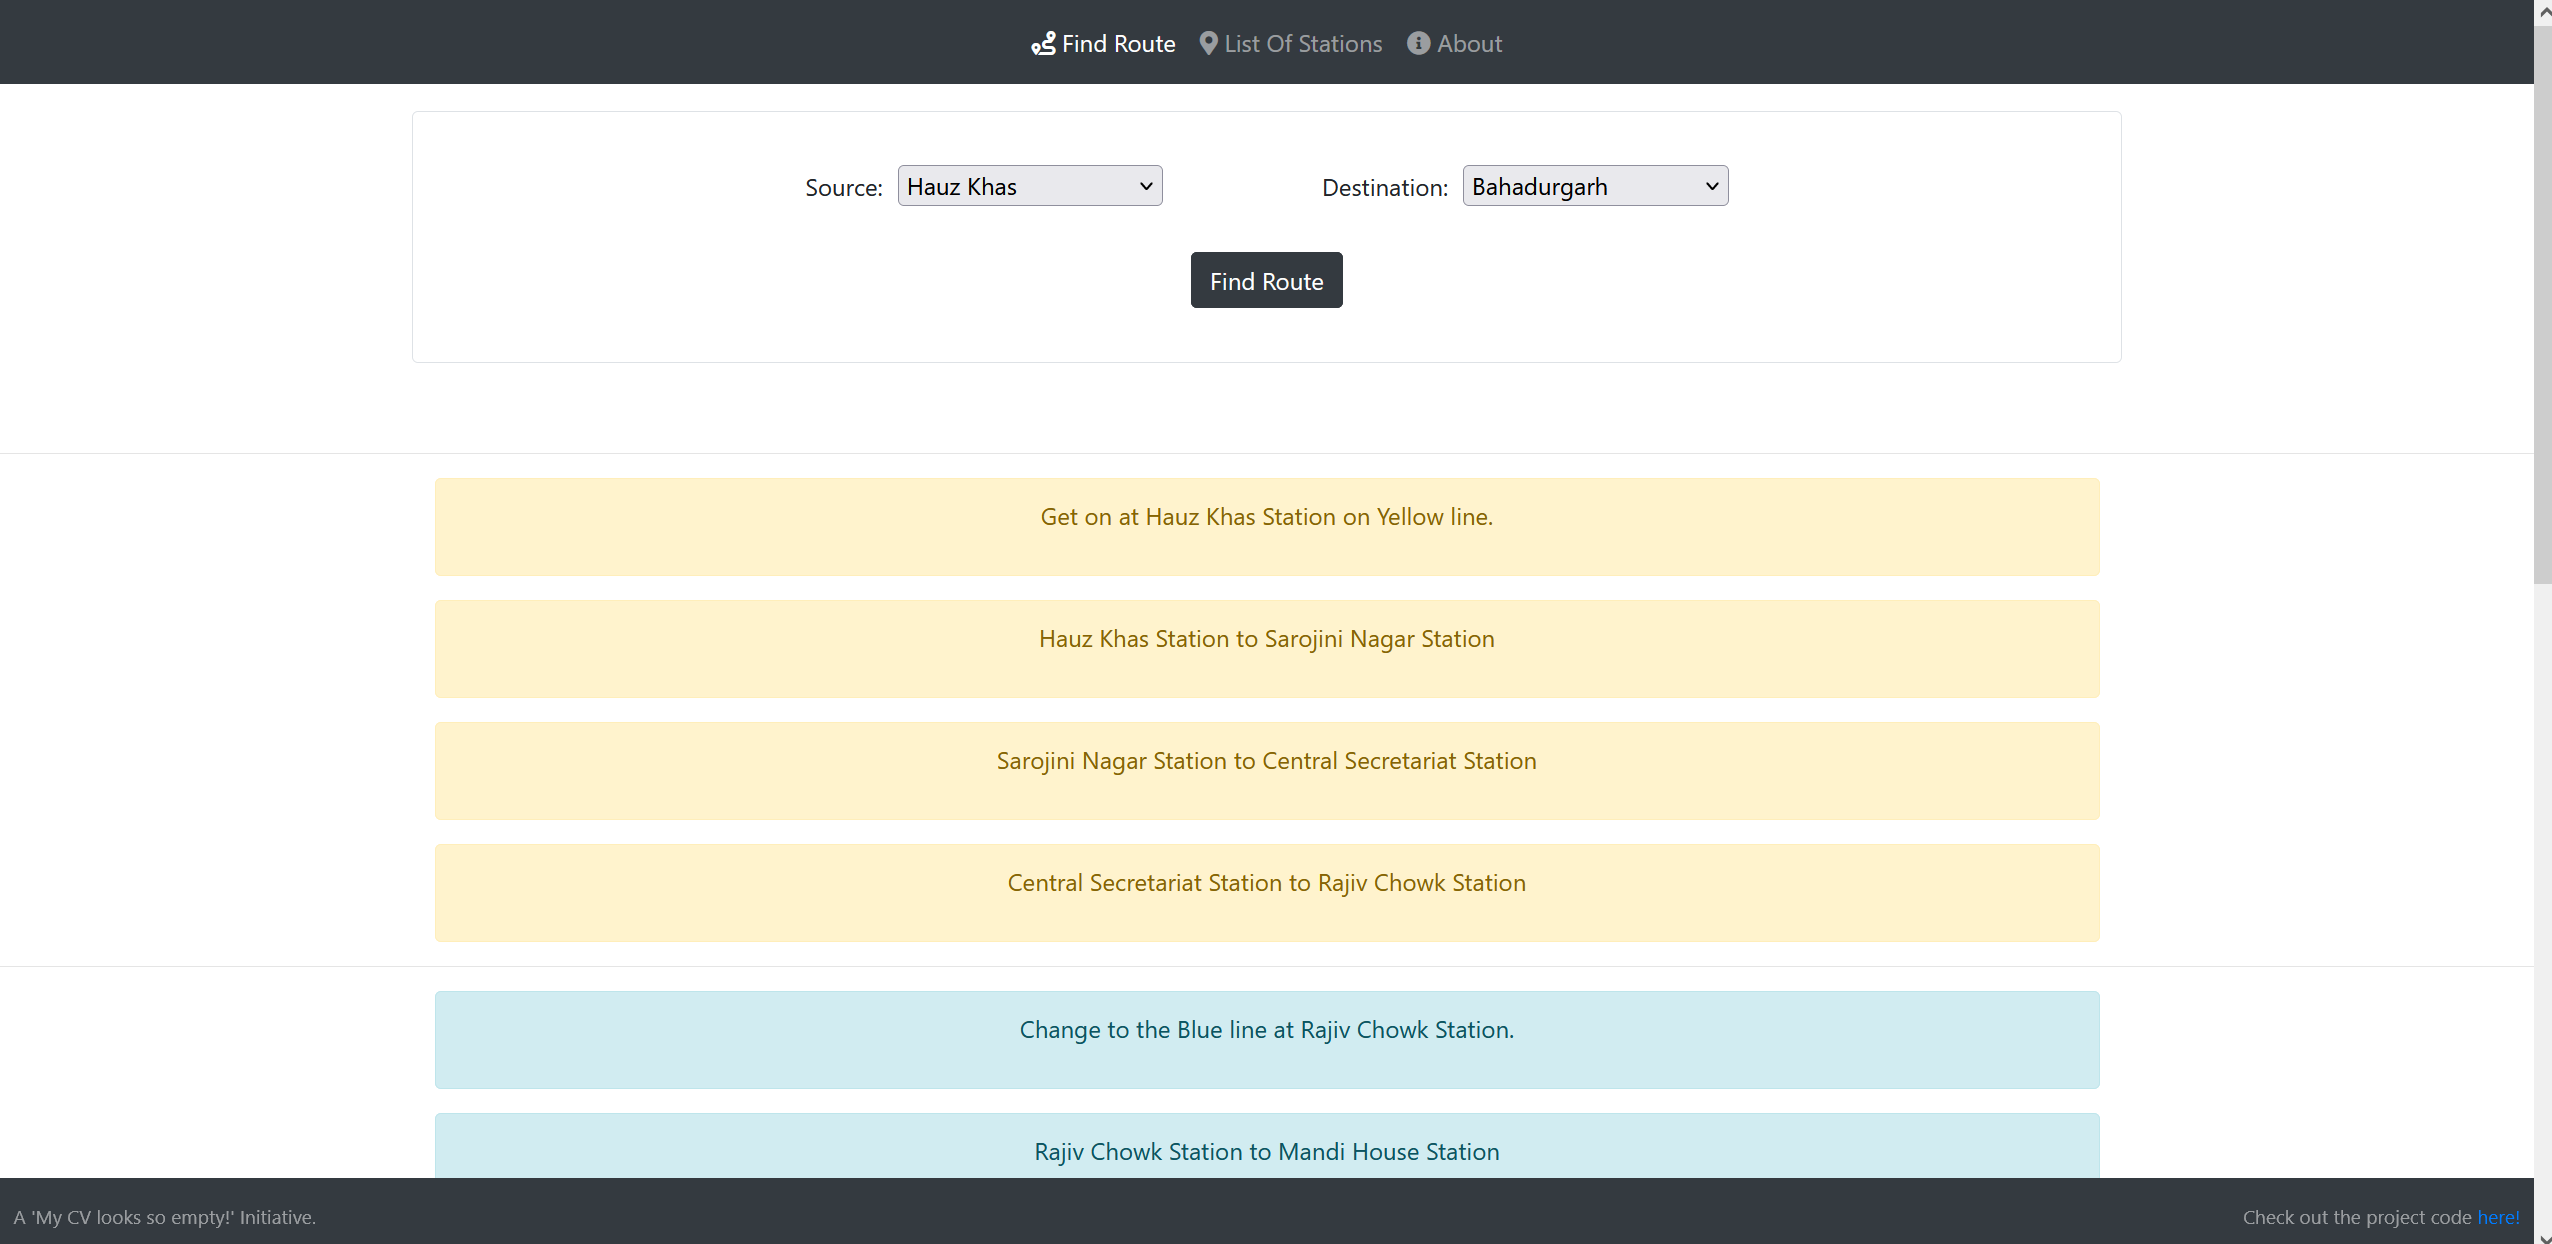 Find Route List Of Stations About
Source: Hauz Khas Destination: Bahadurgarh
Find Route
Get on at Hauz Khas Station on Yellow line.
Hauz Khas Station to Sarojini Nagar Station
Sarojini Nagar Station to Central Secretariat Station
Central Secretariat Station to Rajiv Chowk Station
Change to the Blue line at Rajiv Chowk Station.
Rajiv Chowk Station to Mandi House Station
A 'My CV looks so empty!' Initiative. Check out the project code here!